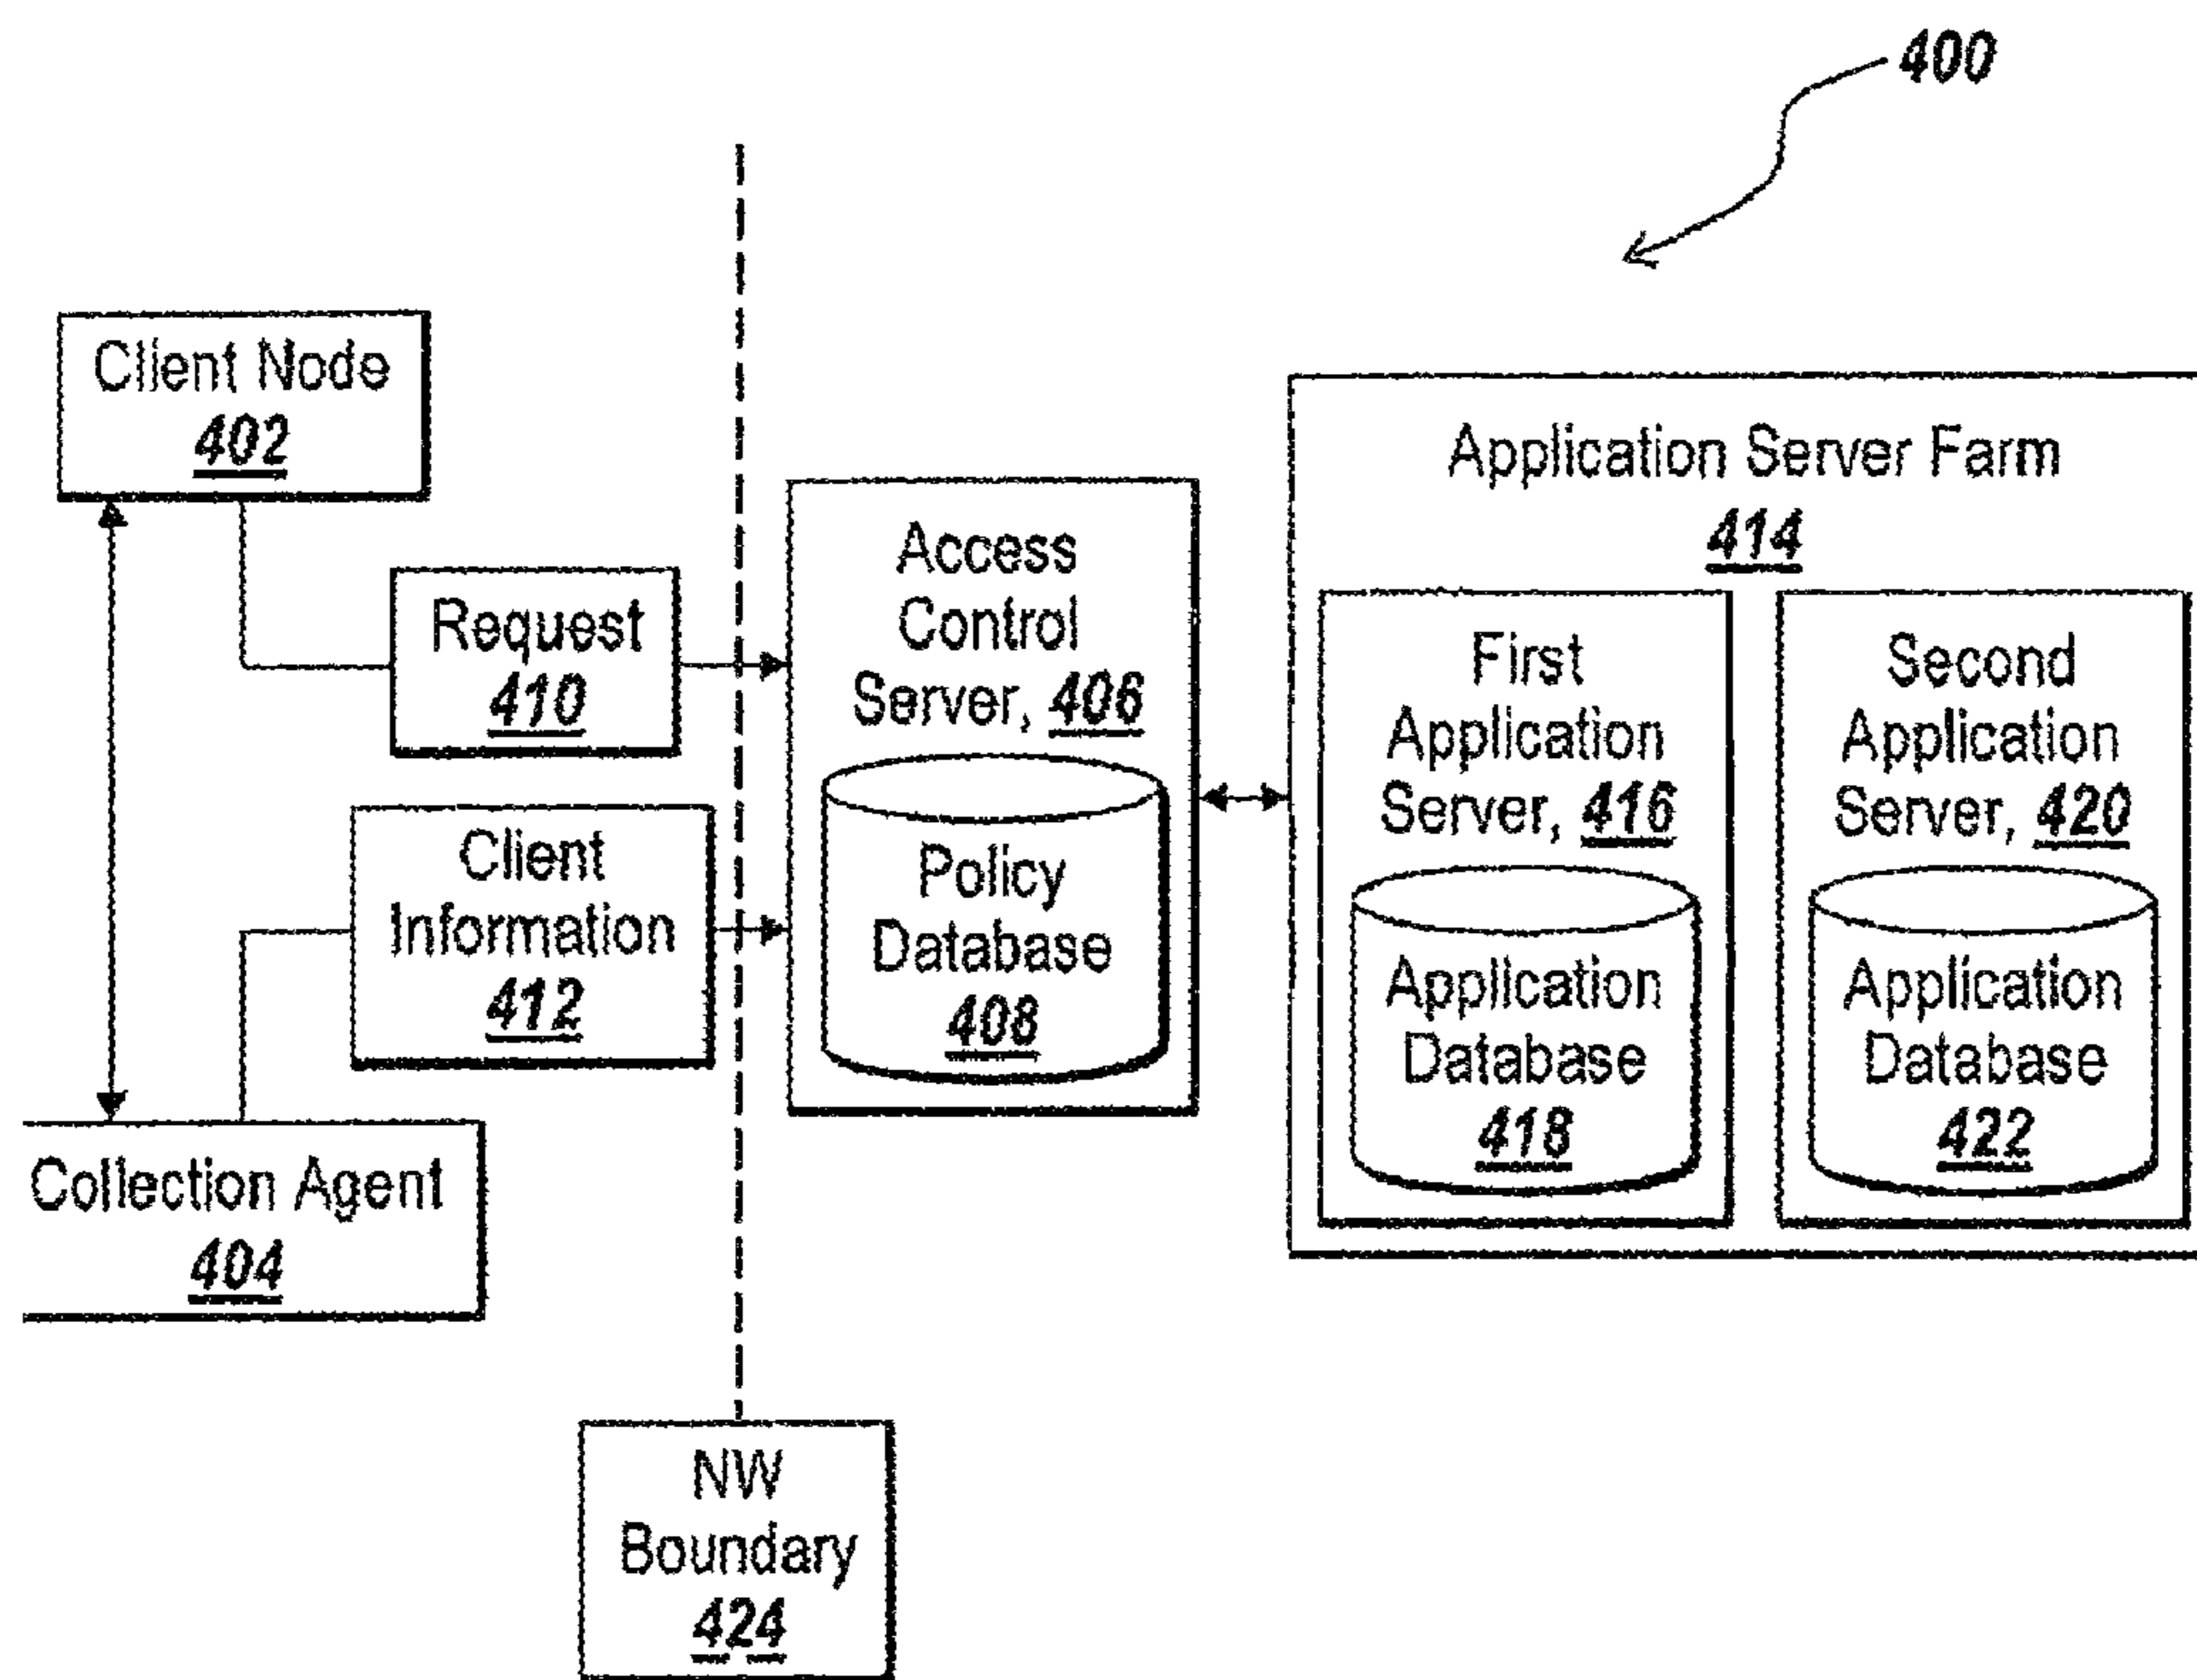 400
Client Node
402
Request
410
Client
Information
412
Collection Agent
404
NW
Boundary
424
Access
Control
Server, 406
Policy
Database
408
Application Server Farm
414
First
Application
Server, 416
Application
Database
418
Second
Application
Server, 420
Application
Database
422